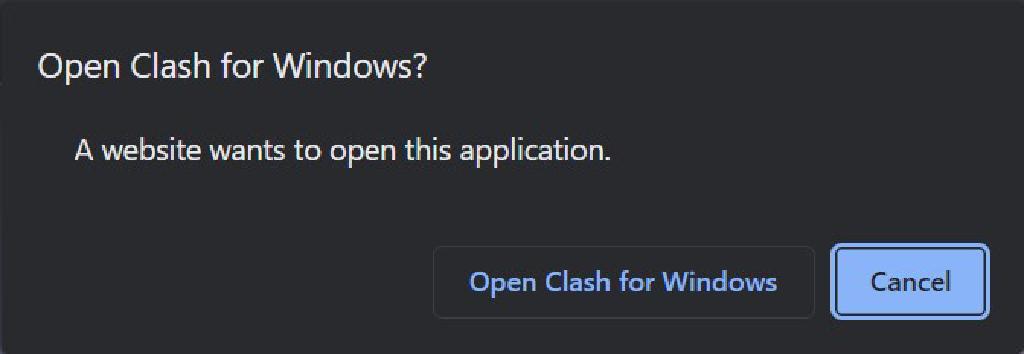 Open Clash for Windows?
A website wants to open this application.
Open Clash for Windows
Cancel